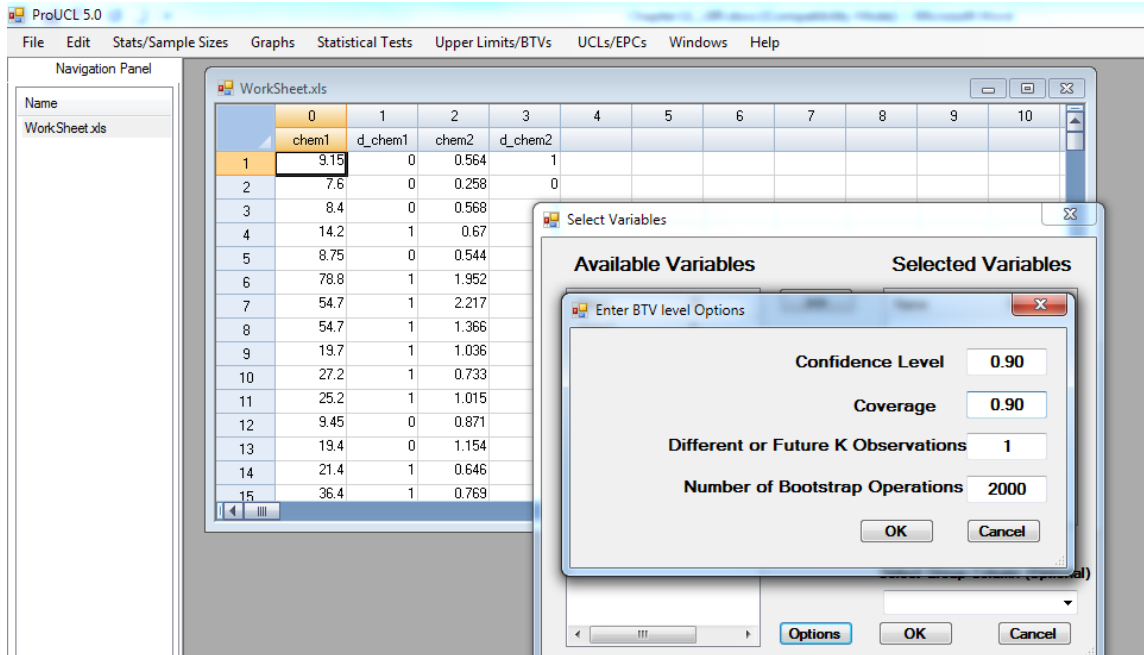 ProUCL 5.0
File Edit Stats/Sample Sizes Graphs Statistical Tests Upper Limits/BTVs UCLs/EPCs Windows Help
Navigation Panel
Name
WorkSheet.xls
WorkSheet.xls
0 1 2 3 4 5 6 7 8 9 10
chem1 d_chem1 chem2 d_chem2
1 9.15 0 0.564 1
2 7.6 0 0.258 0
3 8.4 0 0.568
4 14.2 1 0.67
5 8.75 0 0.544
6 78.8 1 1.952
7 54.7 1 2.217
8 54.7 1 1.366
9 19.7 1 1.036
10 27.2 1 0.733
11 25.2 1 1.015
12 9.45 0 0.871
13 19.4 0 1.154
14 21.4 1 0.646
15 36.4 1 0.769
Select Variables
Available Variables Selected Variables
Enter BTV level Options
Confidence Level 0.90
Coverage 0.90
Different or Future K Observations 1
Number of Bootstrap Operations 2000
OK Cancel
Select Group Column (Optional)
Options OK Cancel